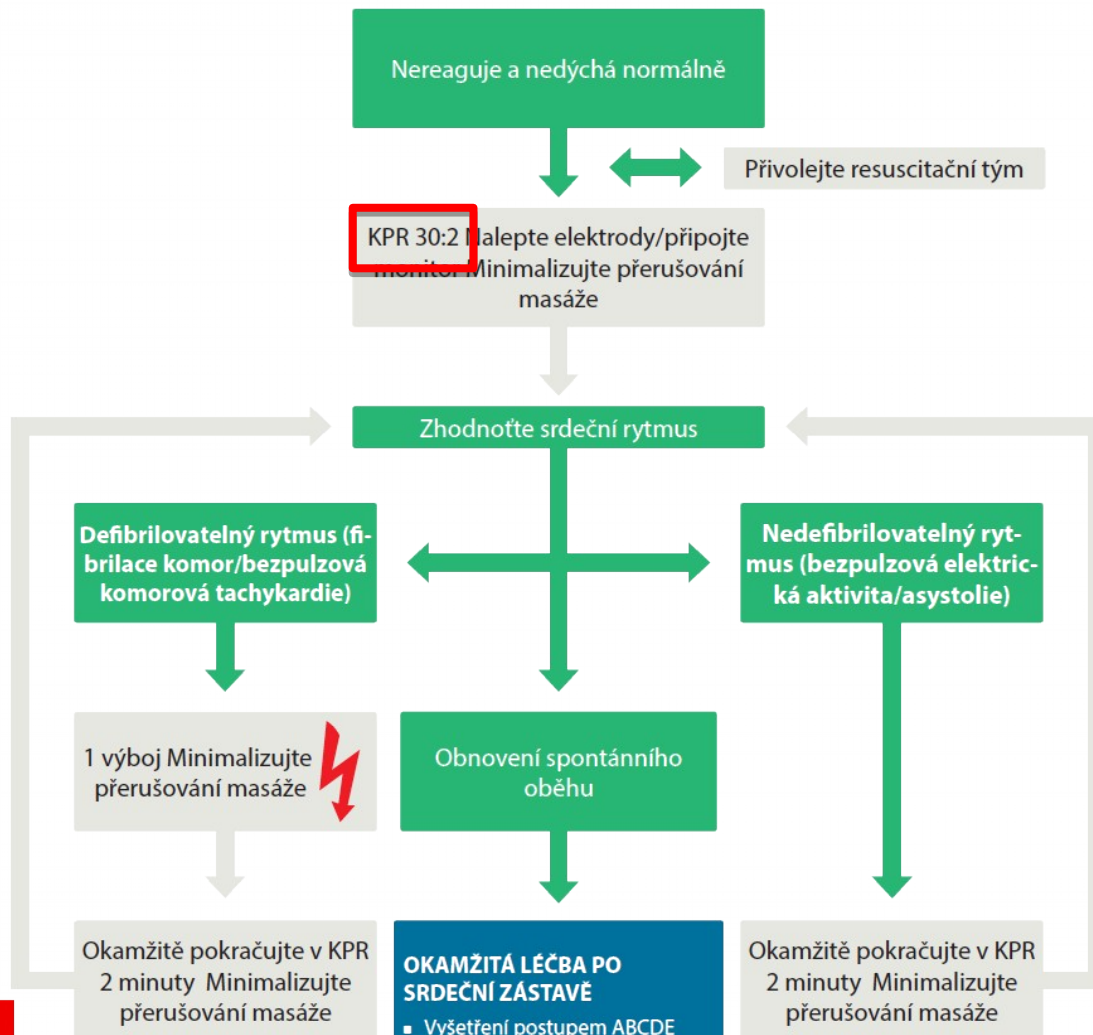 Nereaguje a nedýchá normálně
Přivolejte resuscitační tým
KPR 30:2 Nalepte elektrody/připojte
monitor Minimalizujte přerušování
masáže
Zhodnoťte srdeční rytmus
Defibrilovatelný rytmus (fi-
brilace komor/bezpulzová
komorová tachykardie)
Nedefibrilovatelný ryt-
mus (bezpulzová elektric-
ká aktivita/asystolie)
1 výboj Minimalizujte
přerušování masáže
Obnovení spontánního
oběhu
Okamžitě pokračujte v KPR
2 minuty Minimalizujte
přerušování masáže
OKAMŽITÁ LÉČBA PO
SRDEČNÍ ZÁSTAVĚ
▪ Vyšetření postupem ABCDE
Okamžitě pokračujte v KPR
2 minuty Minimalizujte
přerušování masáže